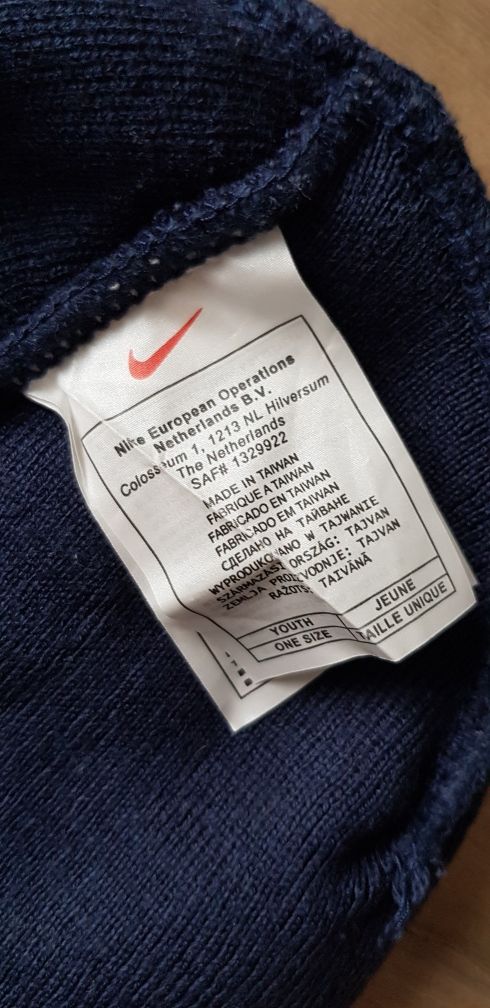 Nike European Operations
Netherlands B.V.
Colosseum 1, 1213 NL Hilversum
The Netherlands
SAF# 1329922
MADE IN TAIWAN
FABRIQUE A TAIWAN
FABRICADO EN TAIWAN
FABRICADO EM TAIWAN
СДЕЛАНО НА ТАЙВАНЕ
WYPRODUKOWANO W TAJWANIE
SZÁRMAZÁSI ORSZÁG: TAJVAN
ZEMLJA PROIZVODNJE: TAJVAN
RAŽOTS: TAIVĀNĀ
YOUTH JEUNE
ONE SIZE TAILLE UNIQUE